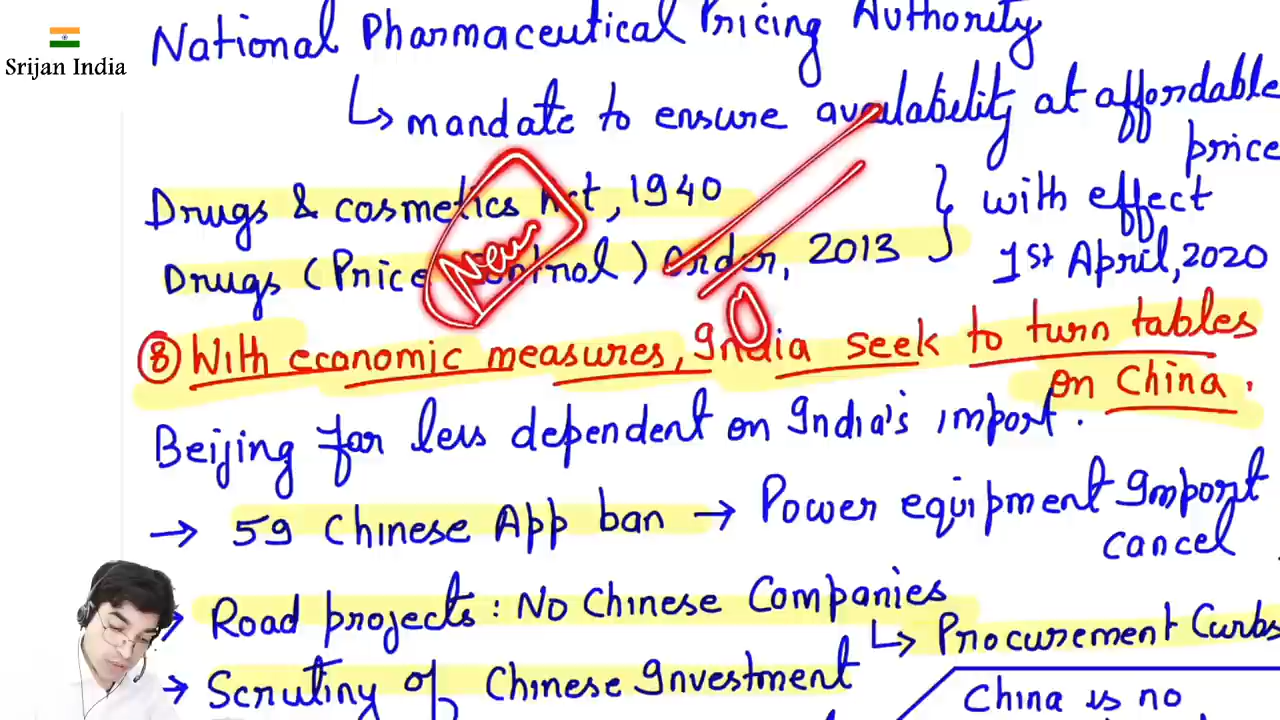 National Pharmaceutical Pricing Authority
Srijan India
↳ mandate to ensure availability at affordable price
Drugs & cosmetics Act, 1940
Drugs (Price Control) Order, 2013 } with effect 1st April, 2020
New
⑧ With economic measures, India seek to turn tables on China.
Beijing far less dependent on India's import.
→ 59 Chinese App ban → Power equipment Import cancel
→ Road projects: No Chinese Companies
↳ Procurement Curbs
→ Scrutiny of Chinese Investment
China is no